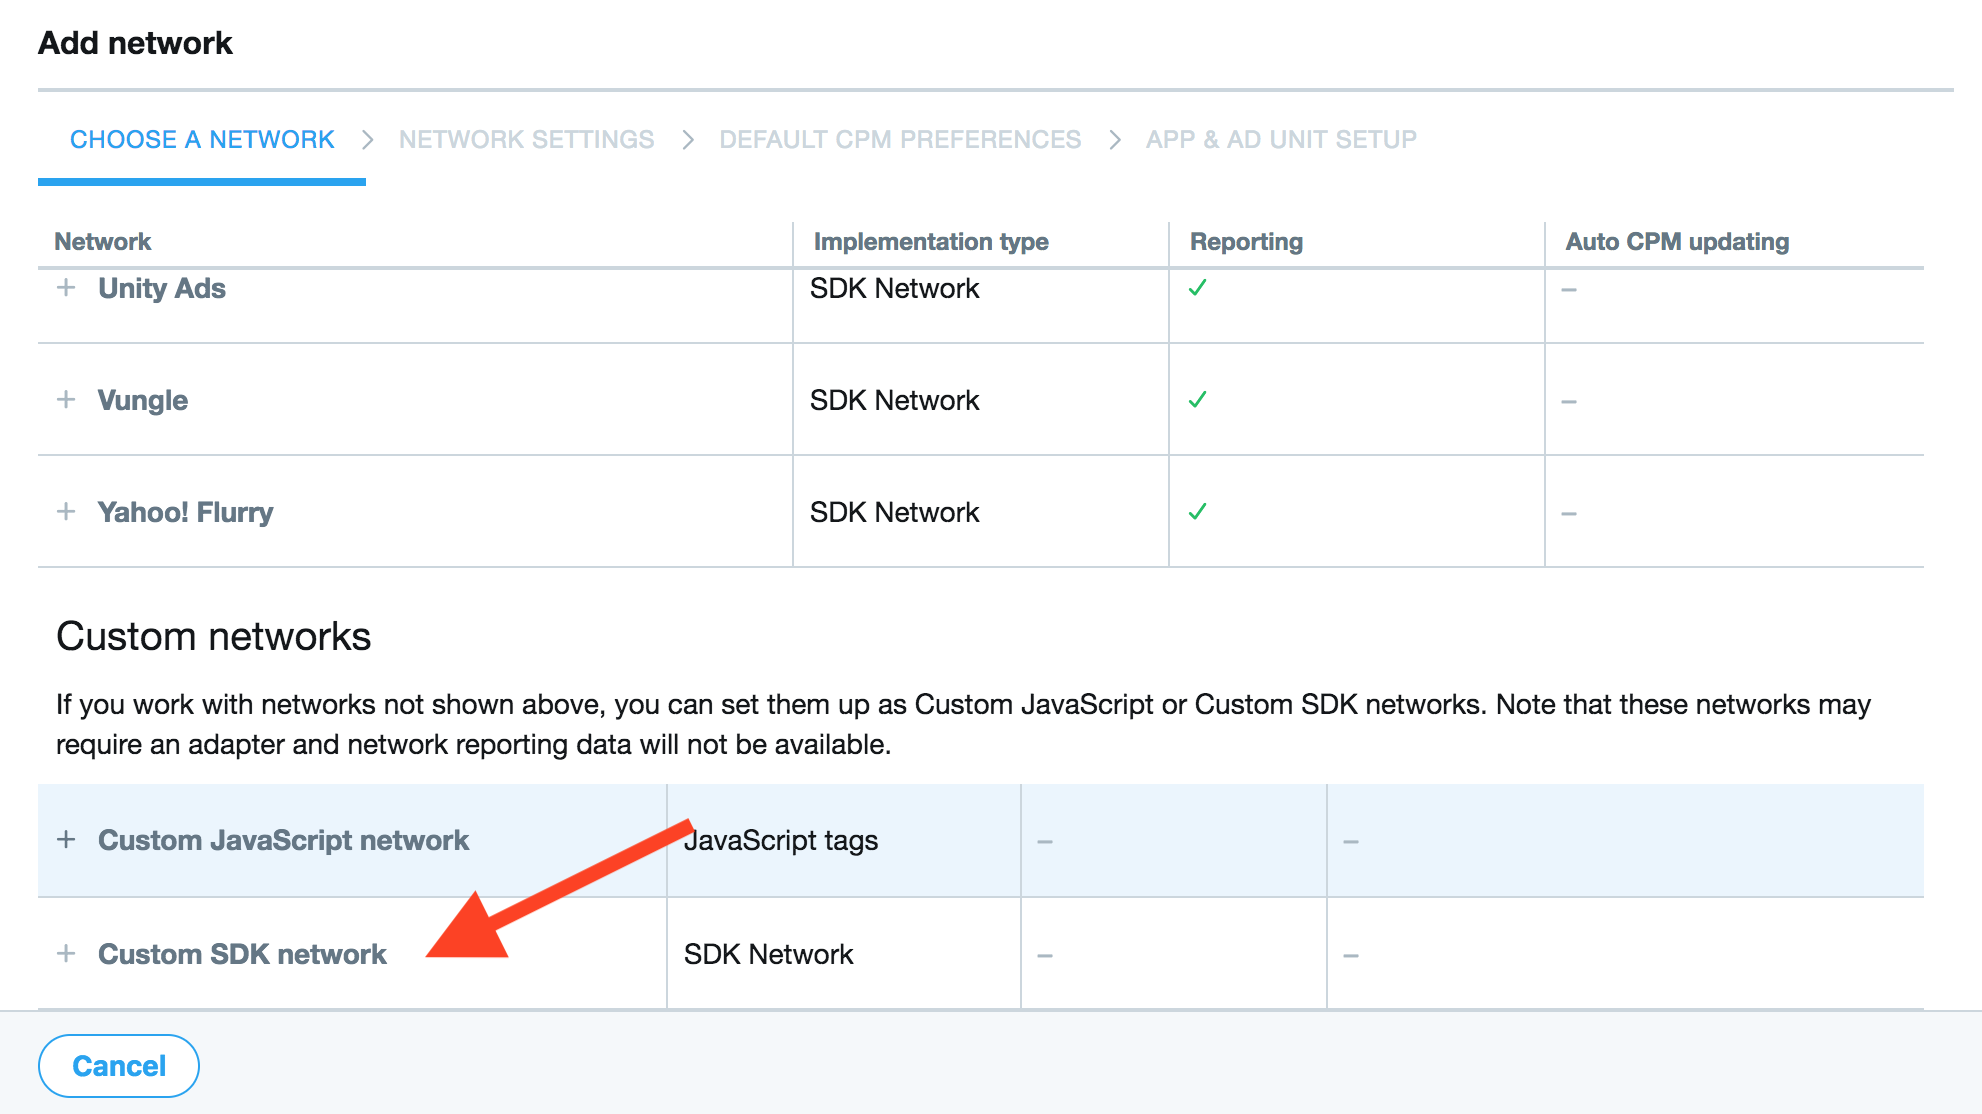 Add network
CHOOSE A NETWORK > NETWORK SETTINGS > DEFAULT CPM PREFERENCES > APP & AD UNIT SETUP
Network Implementation type Reporting Auto CPM updating
+ Unity Ads SDK Network ✓ –
+ Vungle SDK Network ✓ –
+ Yahoo! Flurry SDK Network ✓ –
Custom networks
If you work with networks not shown above, you can set them up as Custom JavaScript or Custom SDK networks. Note that these networks may
require an adapter and network reporting data will not be available.
+ Custom JavaScript network JavaScript tags – –
+ Custom SDK network SDK Network – –
Cancel